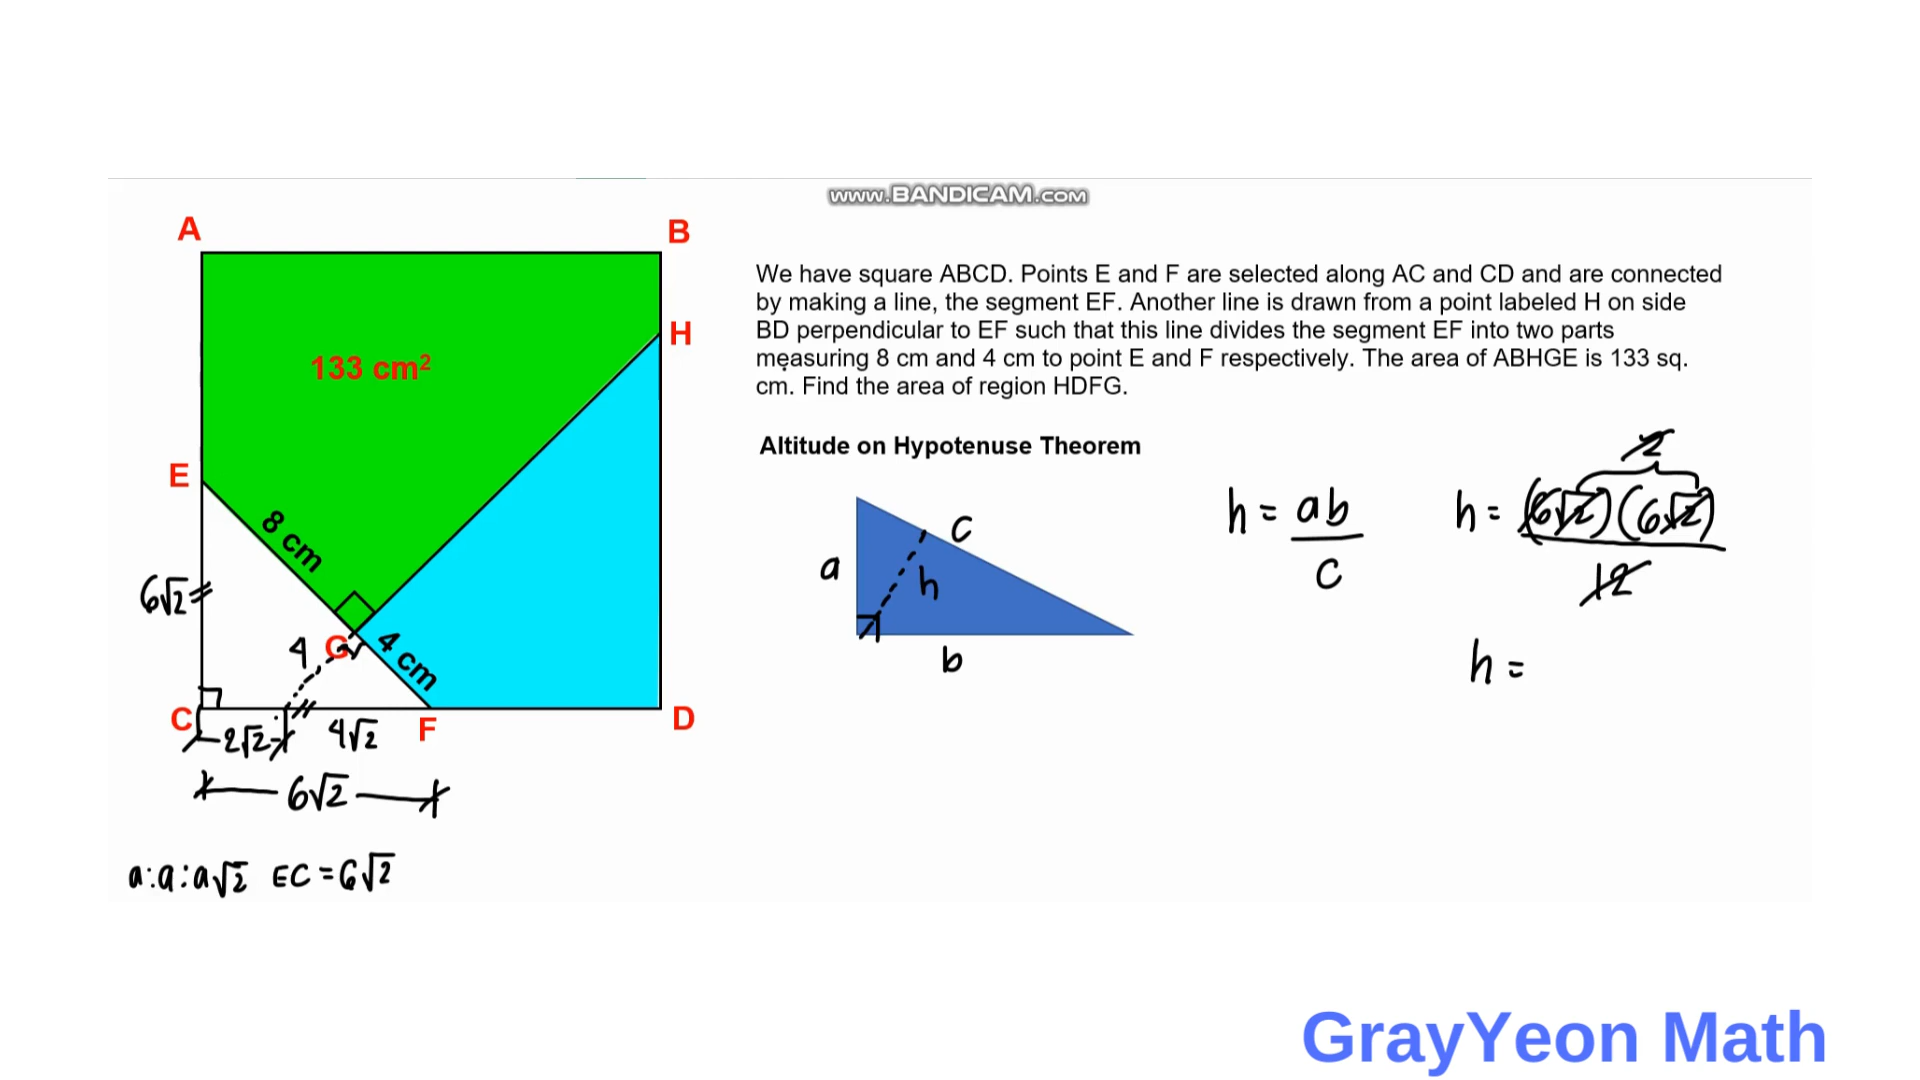 www.BANDICAM.com
A
B
We have square ABCD. Points E and F are selected along AC and CD and are connected
by making a line, the segment EF. Another line is drawn from a point labeled H on side
BD perpendicular to EF such that this line divides the segment EF into two parts
measuring 8 cm and 4 cm to point E and F respectively. The area of ABHGE is 133 sq.
cm. Find the area of region HDFG.
H
133 cm²
Altitude on Hypotenuse Theorem
E
8 cm
a
c
h
b
h = ab
c
2
h = (6√2)(6√2)
12
h =
6√2
4
G
4 cm
C
2√2
4√2
F
D
6√2
a:a:a√2 EC = 6√2
GrayYeon Math